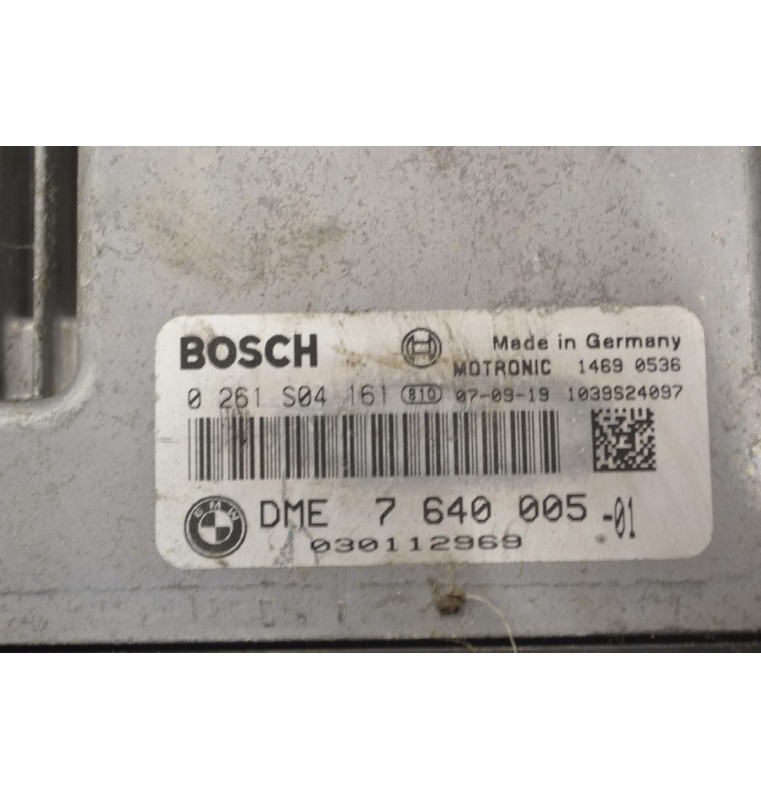 BOSCH Made in Germany
MOTRONIC 1469 0536
0 261 S04 161 810 07-09-19 1039S24097
BMW DME 7 640 005 -01
030112969